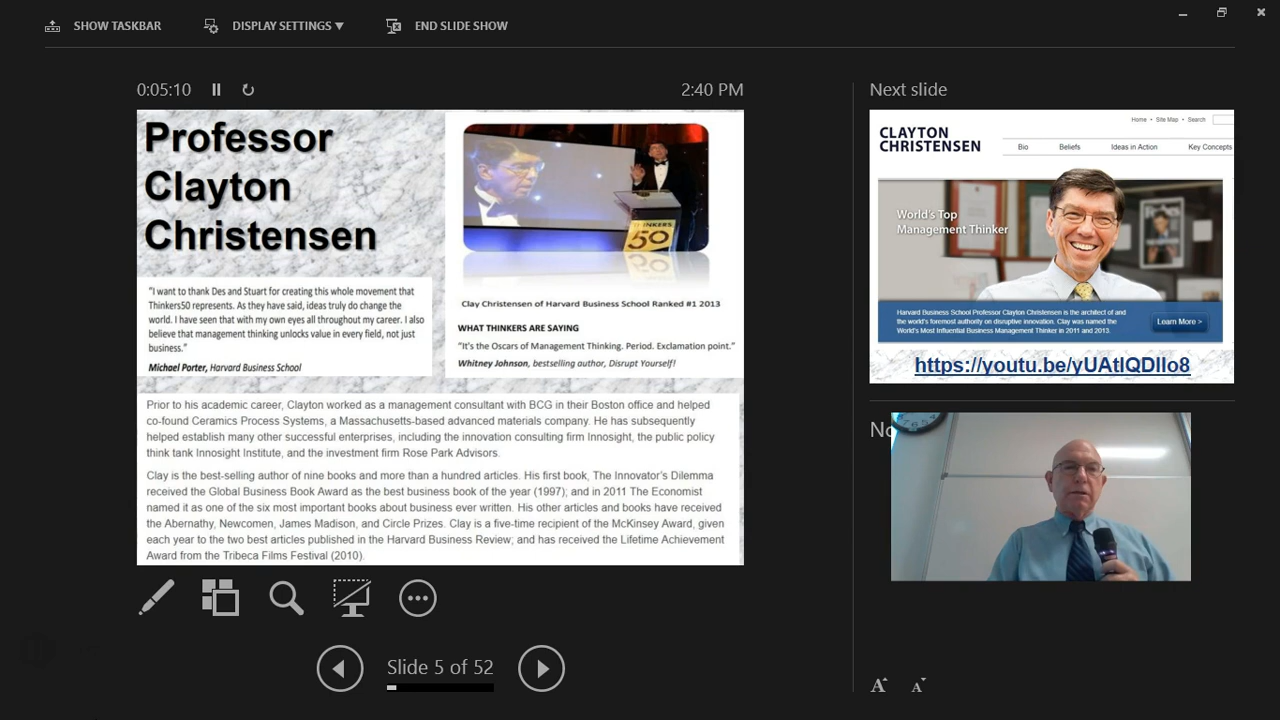 SHOW TASKBAR
DISPLAY SETTINGS ▼
END SLIDE SHOW
0:05:10
2:40 PM
Professor
Clayton
Christensen
“I want to thank Des and Stuart for creating this whole movement that
Thinkers50 represents. As they have said, ideas truly do change the
world. I have seen that with my own eyes all throughout my career. I also
believe that management thinking unlocks value in every field, not just
business.”
Michael Porter, Harvard Business School
50
Clay Christensen of Harvard Business School Ranked #1 2013
WHAT THINKERS ARE SAYING
“It’s the Oscars of Management Thinking. Period. Exclamation point.”
Whitney Johnson, bestselling author, Disrupt Yourself!
Prior to his academic career, Clayton worked as a management consultant with BCG in their Boston office and helped
co-found Ceramics Process Systems, a Massachusetts-based advanced materials company. He has subsequently
helped establish many other successful enterprises, including the innovation consulting firm Innosight, the public policy
think tank Innosight Institute, and the investment firm Rose Park Advisors.
Clay is the best-selling author of nine books and more than a hundred articles. His first book, The Innovator’s Dilemma
received the Global Business Book Award as the best business book of the year (1997); and in 2011 The Economist
named it as one of the six most important books about business ever written. His other articles and books have received
the Abernathy, Newcomen, James Madison, and Circle Prizes. Clay is a five-time recipient of the McKinsey Award, given
each year to the two best articles published in the Harvard Business Review; and has received the Lifetime Achievement
Award from the Tribeca Films Festival (2010).
Slide 5 of 52
Next slide
Home • Site Map • Search
CLAYTON
CHRISTENSEN
Bio Beliefs Ideas in Action Key Concepts
World’s Top
Management Thinker
Harvard Business School Professor Clayton Christensen is the architect of and
the world’s foremost authority on disruptive innovation. Clay was named the
World’s Most Influential Business Management Thinker in 2011 and 2013.
Learn More >
https://youtu.be/yUAtIQDllo8
No
A A